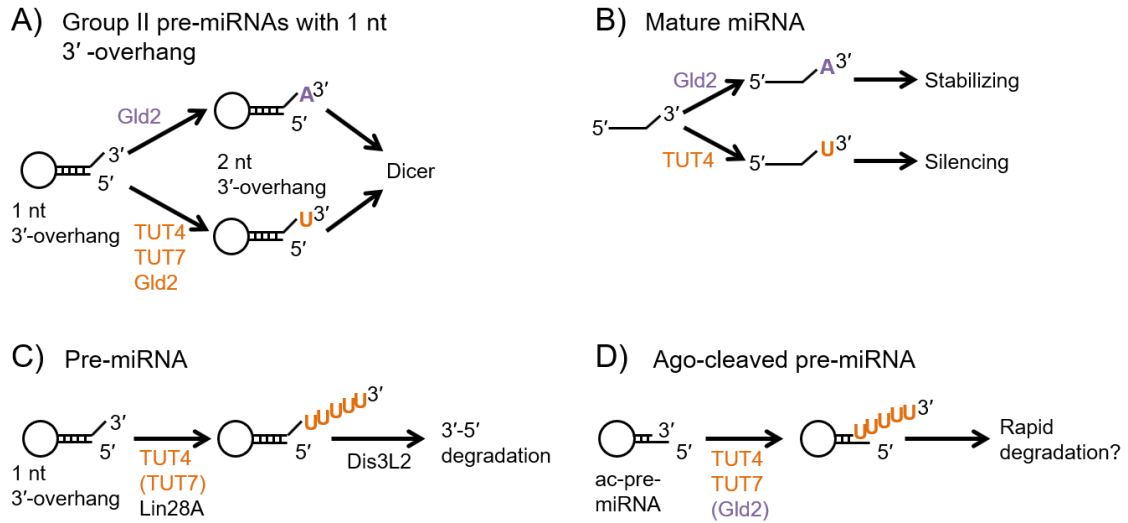 A) Group II pre-miRNAs with 1 nt
3′ -overhang
Gld2
A3′
5′
3′
5′
2 nt
3′-overhang
Dicer
1 nt
3′-overhang
TUT4
TUT7
Gld2
U3′
5′
B) Mature miRNA
5′
3′
Gld2
5′
A3′
Stabilizing
TUT4
5′
U3′
Silencing
C) Pre-miRNA
3′
5′
1 nt
3′-overhang
TUT4
(TUT7)
Lin28A
UUUUU3′
5′
Dis3L2
3′-5′
degradation
D) Ago-cleaved pre-miRNA
3′
5′
ac-pre-
miRNA
TUT4
TUT7
(Gld2)
UUUUU3′
5′
Rapid
degradation?